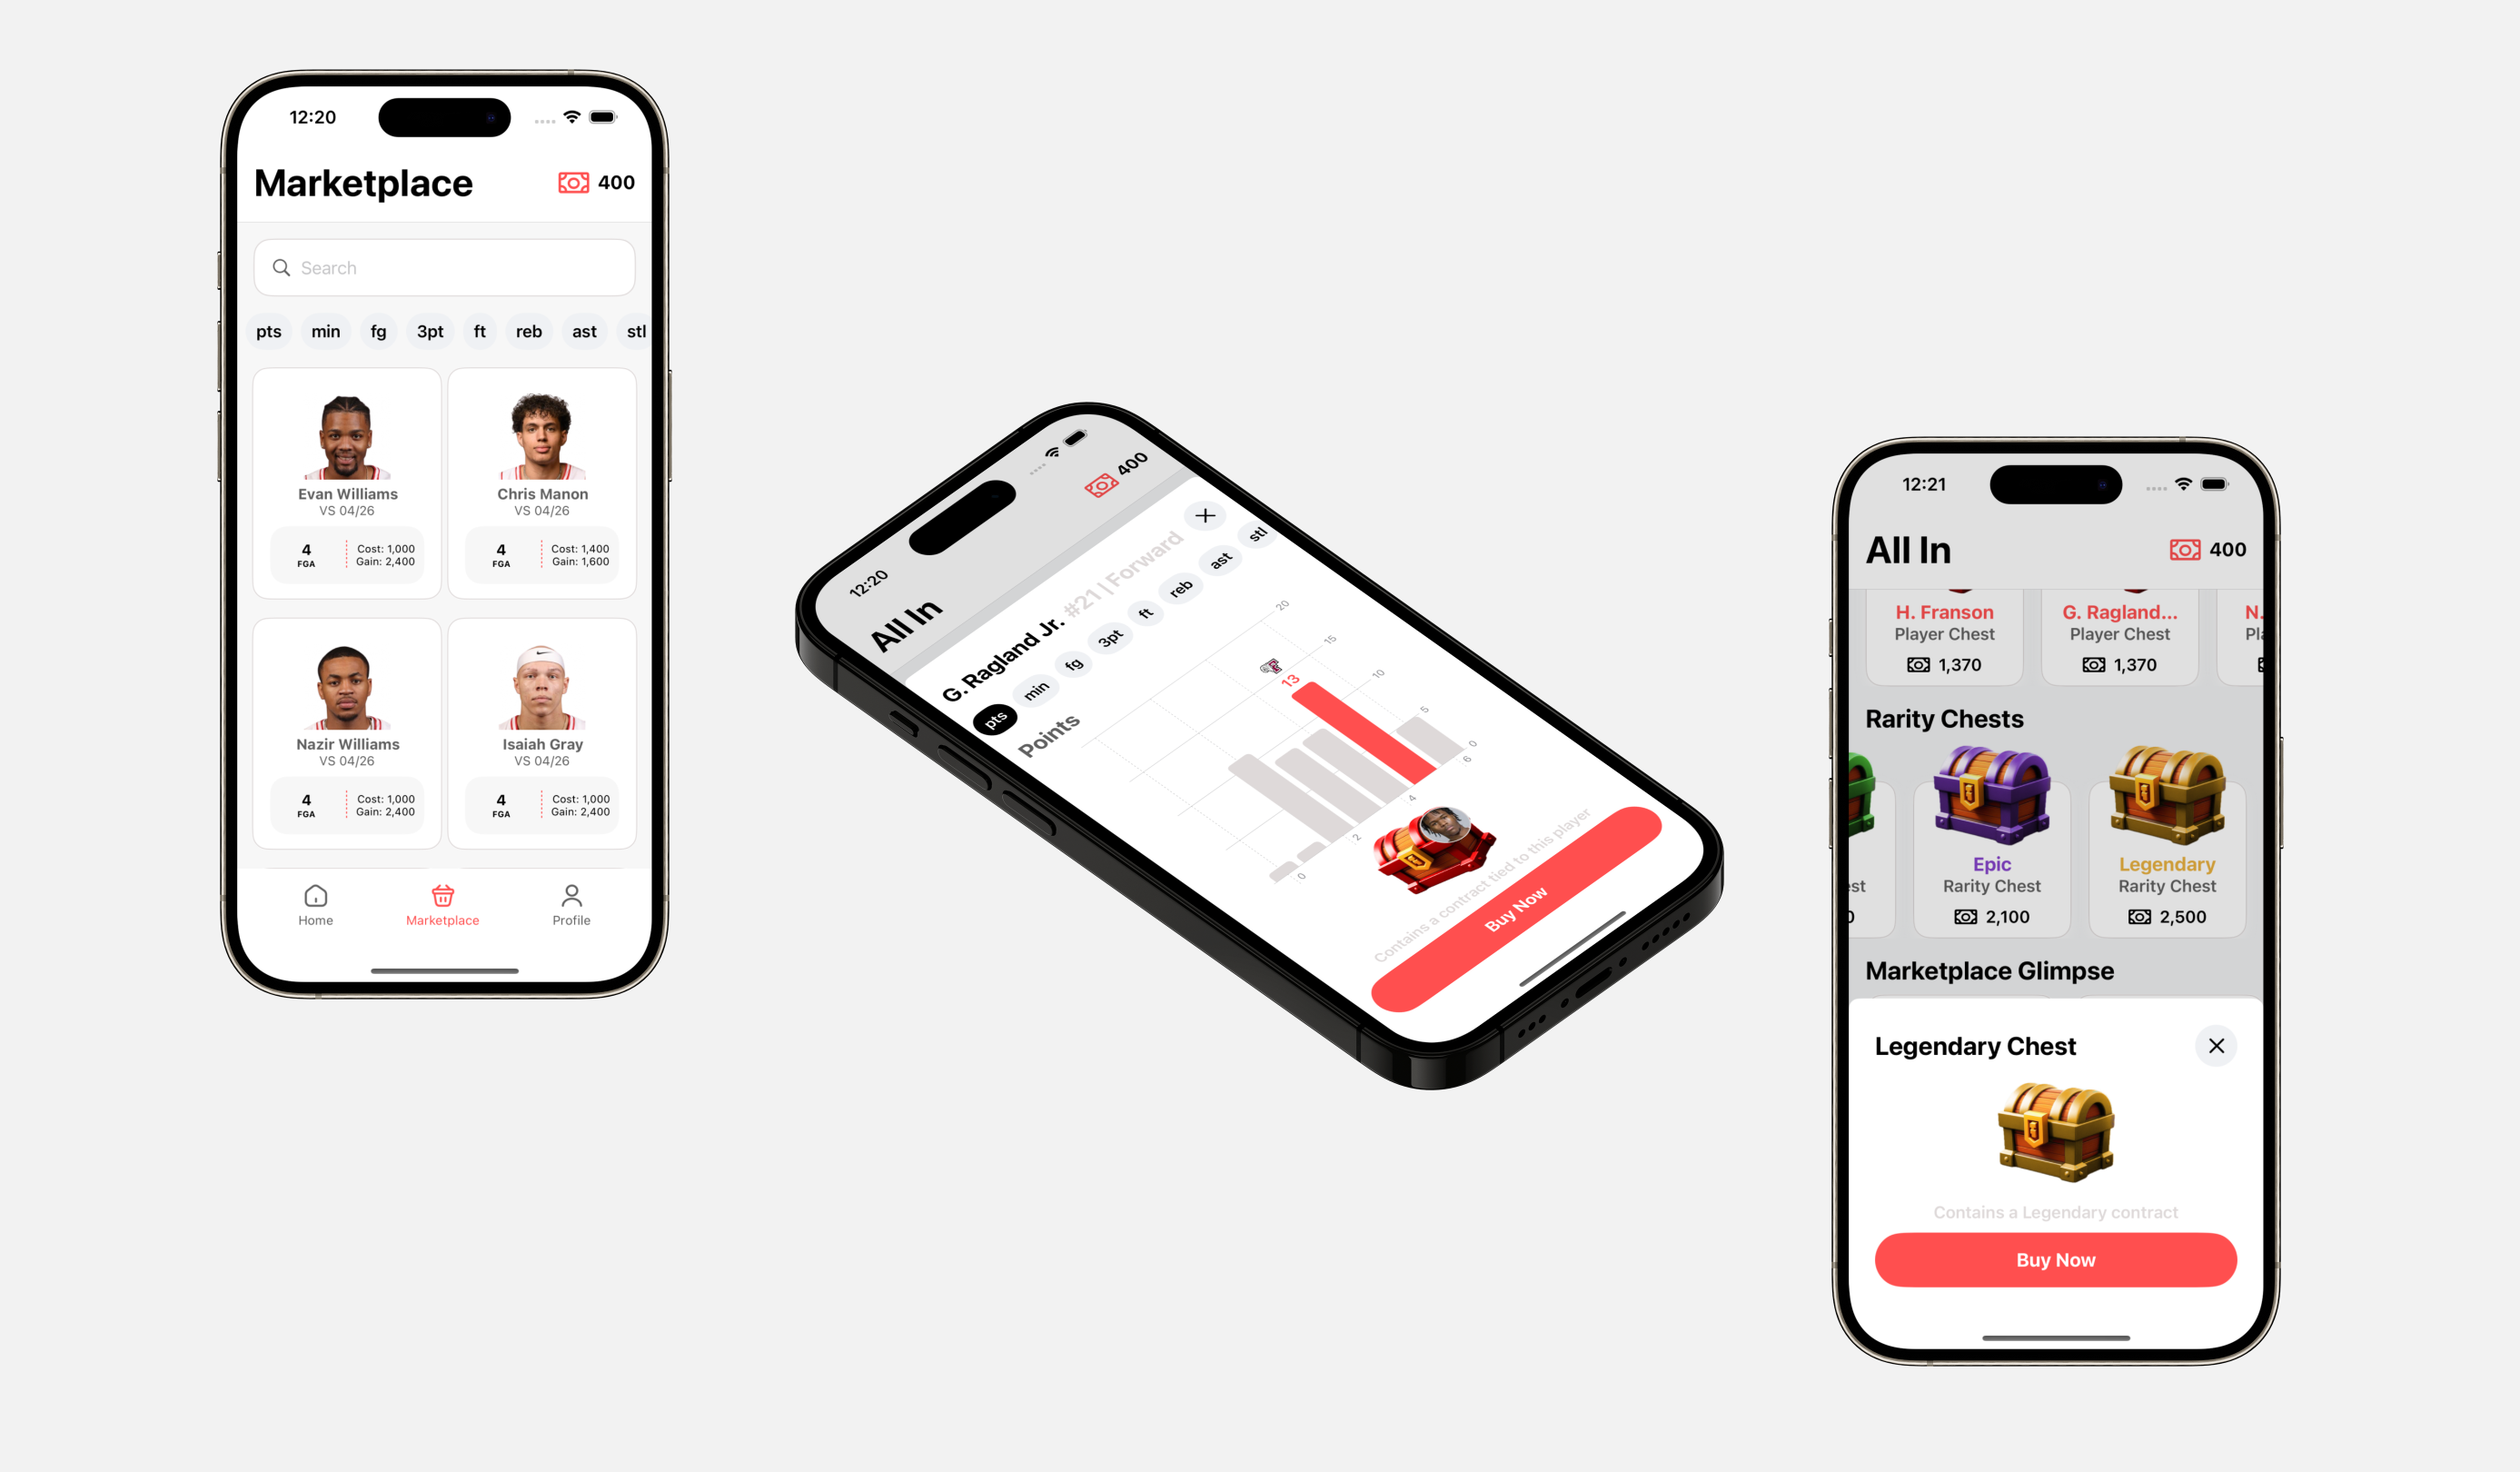 12:20
Marketplace
400
Search
pts min fg 3pt ft reb ast stl
Evan Williams
VS 04/26
4
FGA
Cost: 1,000
Gain: 2,400
Chris Manon
VS 04/26
4
FGA
Cost: 1,400
Gain: 1,600
Nazir Williams
VS 04/26
4
FGA
Cost: 1,000
Gain: 2,400
Isaiah Gray
VS 04/26
4
FGA
Cost: 1,000
Gain: 2,400
Home
Marketplace
Profile
12:20
All In
400
G. Ragland Jr. #21 | Forward
pts min fg 3pt ft reb ast stl
Points
20
15
10
5
0
13
0
2
4
6
Contains a contract tied to this player
Buy Now
12:21
All In
400
H. Franson
Player Chest
1,370
G. Ragland...
Player Chest
1,370
N.
Pl
Rarity Chests
est
0
Epic
Rarity Chest
2,100
Legendary
Rarity Chest
2,500
Marketplace Glimpse
Legendary Chest
Contains a Legendary contract
Buy Now